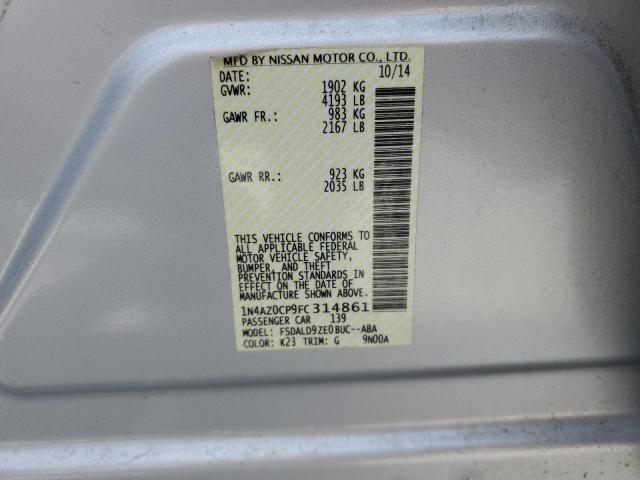 MFD BY NISSAN MOTOR CO., LTD.
DATE: 10/14
GVWR: 1902 KG
4193 LB
GAWR FR.: 983 KG
2167 LB
GAWR RR.: 923 KG
2035 LB
THIS VEHICLE CONFORMS TO
ALL APPLICABLE FEDERAL
MOTOR VEHICLE SAFETY,
BUMPER, AND THEFT
PREVENTION STANDARDS IN
EFFECT ON THE DATE OF
MANUFACTURE SHOWN ABOVE.
1N4AZ0CP9FC314861
PASSENGER CAR 139
MODEL: FSDALD9ZE0BUC--ABA
COLOR: K23 TRIM: G 9N00A